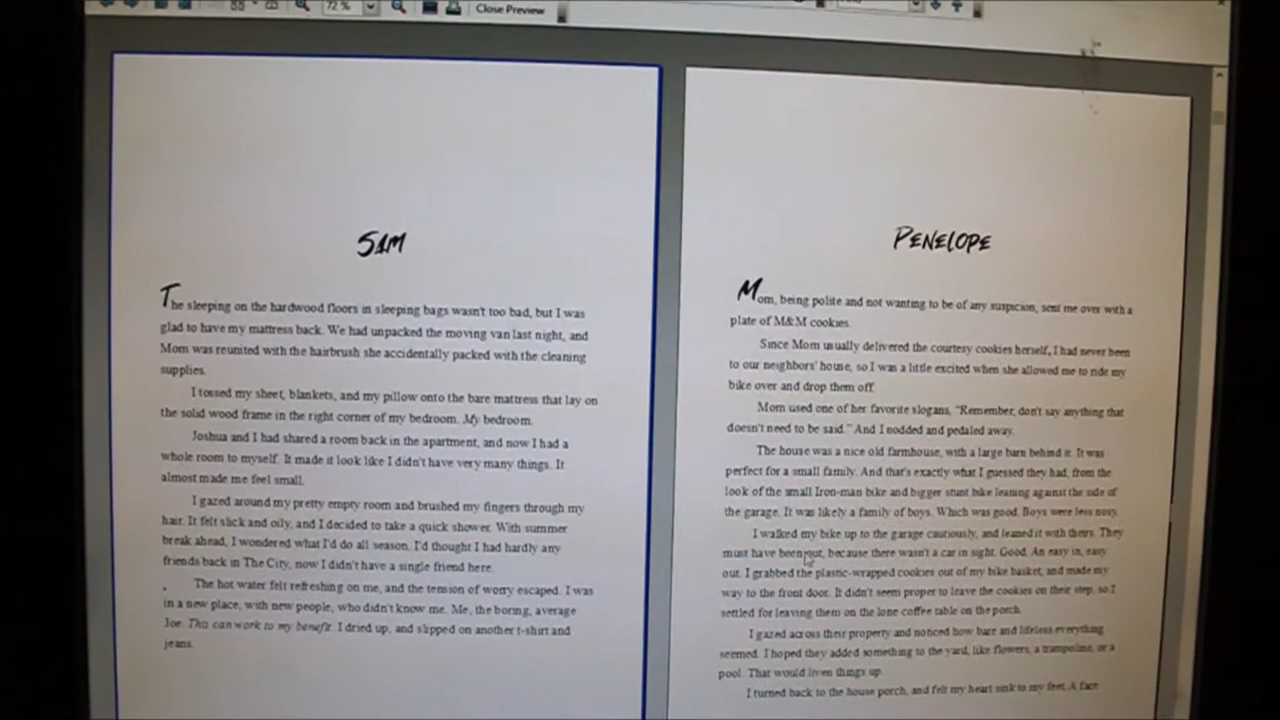 72 %
Close Preview
SAM
The sleeping on the hardwood floors in sleeping bags wasn't too bad, but I was
glad to have my mattress back. We had unpacked the moving van last night, and
Mom was reunited with the hairbrush she accidentally packed with the cleaning
supplies.
I tossed my sheet, blankets, and my pillow onto the bare mattress that lay on
the solid wood frame in the right corner of my bedroom. My bedroom.
Joshua and I had shared a room back in the apartment, and now I had a
whole room to myself. It made it look like I didn't have very many things. It
almost made me feel small.
I gazed around my pretty empty room and brushed my fingers through my
hair. It felt slick and oily, and I decided to take a quick shower. With summer
break ahead, I wondered what I'd do all season. I'd thought I had hardly any
friends back in The City, now I didn't have a single friend here.
The hot water felt refreshing on me, and the tension of worry escaped. I was
in a new place, with new people, who didn't know me. Me, the boring, average
Joe. This can work to my benefit. I dried up, and slipped on another t-shirt and
jeans.
PENELOPE
Mom, being polite and not wanting to be of any suspicion, sent me over with a
plate of M&M cookies.
Since Mom usually delivered the courtesy cookies herself, I had never been
to our neighbors' house, so I was a little excited when she allowed me to ride my
bike over and drop them off.
Mom used one of her favorite slogans, "Remember, don't say anything that
doesn't need to be said." And I nodded and pedaled away.
The house was a nice old farmhouse, with a large barn behind it. It was
perfect for a small family. And that's exactly what I guessed they had, from the
look of the small Iron-man bike and bigger stunt bike leaning against the side of
the garage. It was likely a family of boys. Which was good. Boys were less nosy.
I walked my bike up to the garage cautiously, and leaned it with theirs. They
must have been out, because there wasn't a car in sight. Good. An easy in, easy
out. I grabbed the plastic-wrapped cookies out of my bike basket, and made my
way to the front door. It didn't seem proper to leave the cookies on their step, so I
settled for leaving them on the lone coffee table on the porch.
I gazed across their property and noticed how bare and lifeless everything
seemed. I hoped they added something to the yard, like flowers, a trampoline, or a
pool. That would liven things up.
I turned back to the house porch, and felt my heart sink to my feet. A face